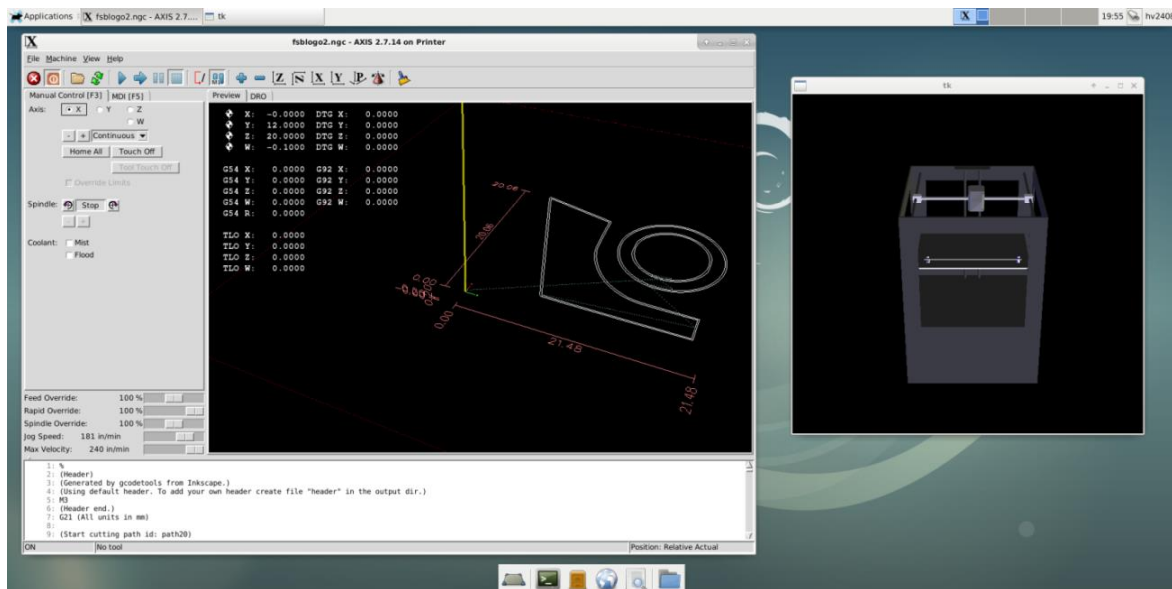 Applications fsblogo2.ngc - AXIS 2.7.... tk 19:55 hv240
fsblogo2.ngc - AXIS 2.7.14 on Printer
File Machine View Help
Manual Control [F3] MDI [F5]
Axis: X Y Z
W
- + Continuous
Home All Touch Off
Tool Touch Off
Override Limits
Spindle: Stop
- +
Coolant: Mist
Flood
Feed Override: 100 %
Rapid Override: 100 %
Spindle Override: 100 %
Jog Speed: 181 in/min
Max Velocity: 240 in/min
Preview DRO
X: -0.0000 DTG X: 0.0000
Y: 12.0000 DTG Y: 0.0000
Z: 20.0000 DTG Z: 0.0000
W: -0.1000 DTG W: 0.0000
G54 X: 0.0000 G92 X: 0.0000
G54 Y: 0.0000 G92 Y: 0.0000
G54 Z: 0.0000 G92 Z: 0.0000
G54 W: 0.0000 G92 W: 0.0000
G54 R: 0.0000
TLO X: 0.0000
TLO Y: 0.0000
TLO Z: 0.0000
TLO W: 0.0000
20.06
20.06
0.00
21.48
21.48
1: %
2: (Header)
3: (Generated by gcodetools from Inkscape.)
4: (Using default header. To add your own header create file "header" in the output dir.)
5: M3
6: (Header end.)
7: G21 (All units in mm)
8:
9: (Start cutting path id: path20)
ON No tool Position: Relative Actual
tk